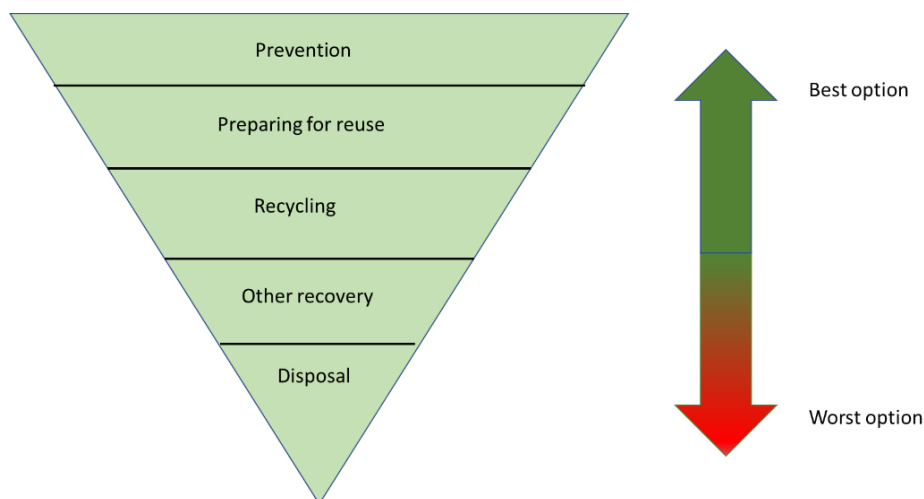 Prevention
Best option
Preparing for reuse
Recycling
Other recovery
Disposal
Worst option